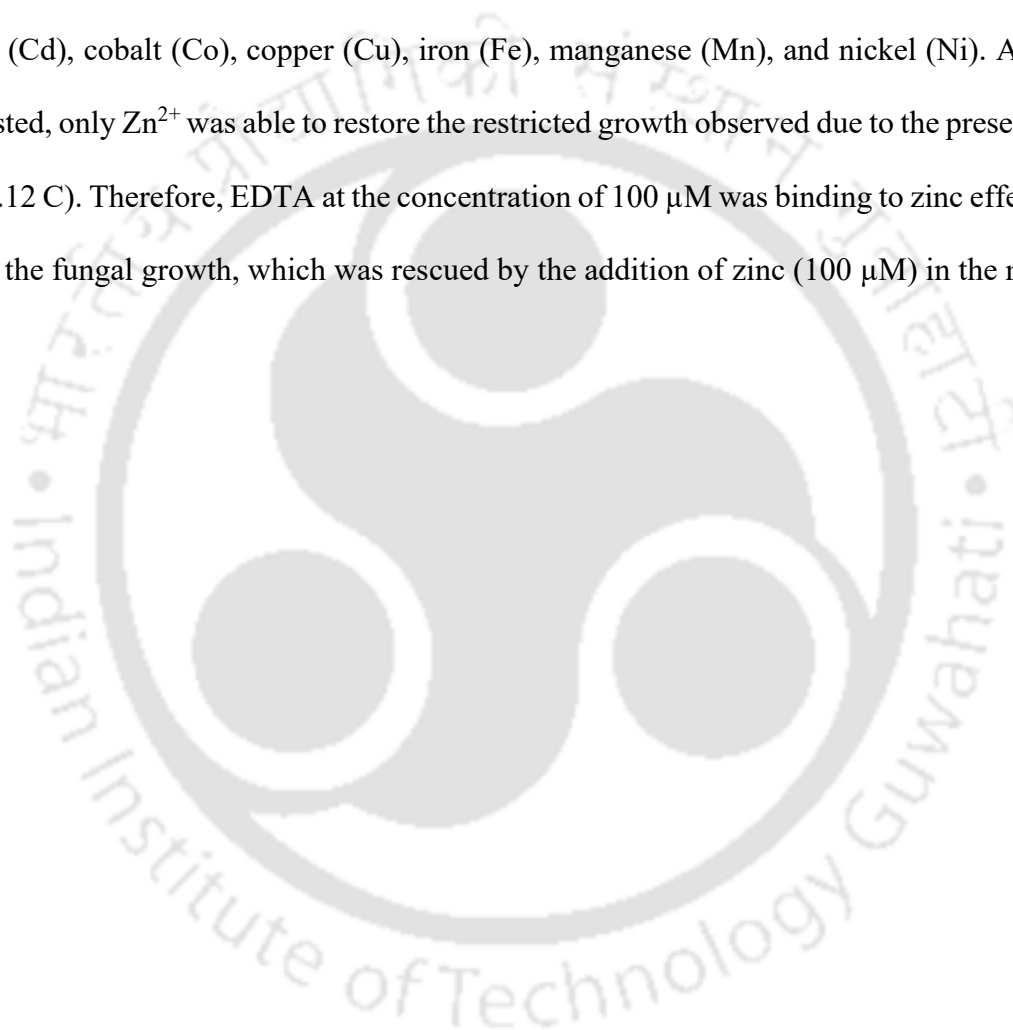 (Cd), cobalt (Co), copper (Cu), iron (Fe), manganese (Mn), and nickel (Ni).
only Zn²⁺ was able to restore the restricted growth observed due to the
12 C). Therefore, EDTA at the concentration of 100 µM was binding to zinc
the fungal growth, which was rescued by the addition of zinc (100 µM) in the
भारतीय प्रौद्योगिकी संस्थान गुवाहाटी
Indian Institute of Technology Guwahati